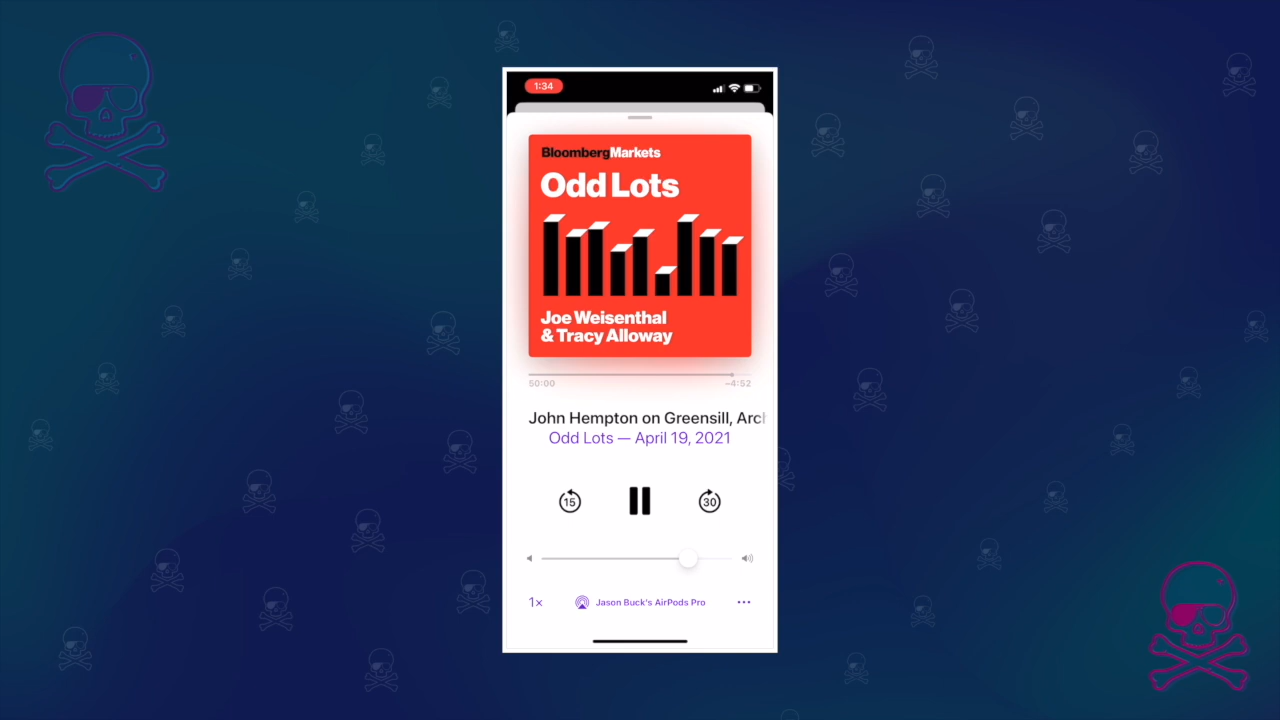 1:34
BloombergMarkets
Odd Lots
Joe Weisenthal
& Tracy Alloway
50:00 –4:52
John Hempton on Greensill, Arc
Odd Lots — April 19, 2021
15 30
1× Jason Buck's AirPods Pro